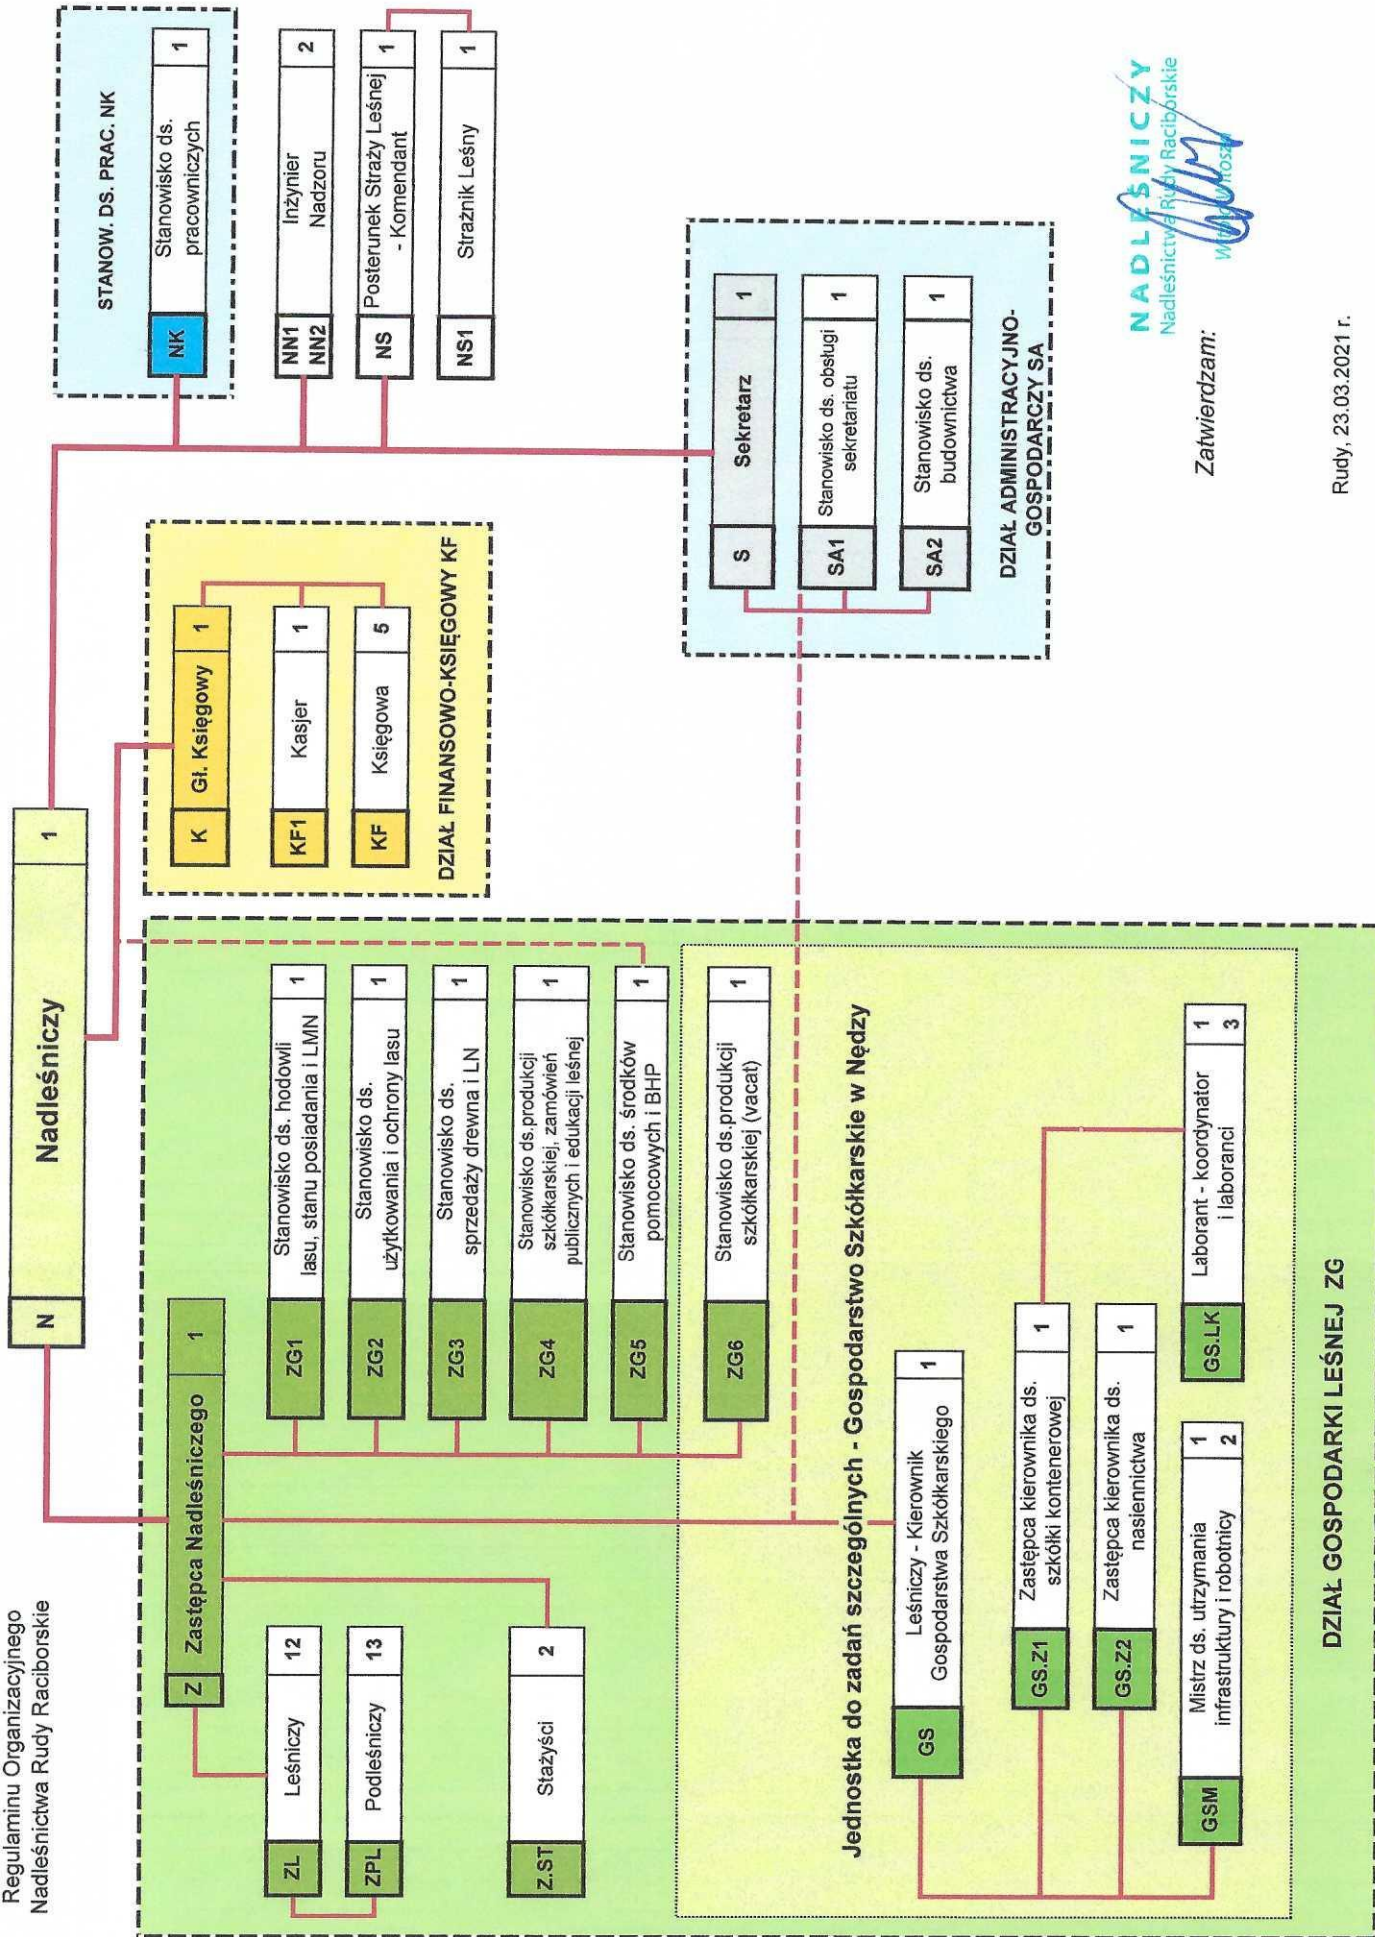 Regulaminu Organizacyjnego
Nadleśnictwa Rudy Raciborskie
N
Nadleśniczy
1
Z
Zastępca Nadleśniczego
1
ZL
Leśniczy
12
ZPL
Podleśniczy
13
Z.ST
Stażyści
2
ZG1
Stanowisko ds. hodowli
lasu, stanu posiadania i LMN
1
ZG2
Stanowisko ds.
użytkowania i ochrony lasu
1
ZG3
Stanowisko ds.
sprzedaży drewna i LN
1
ZG4
Stanowisko ds.produkcji
szkółkarskiej, zamówień
publicznych i edukacji leśnej
1
ZG5
Stanowisko ds. środków
pomocowych i BHP
1
ZG6
Stanowisko ds.produkcji
szkółkarskiej (vacat)
1
Jednostka do zadań szczególnych - Gospodarstwo Szkółkarskie w Nędzy
GS
Leśniczy - Kierownik
Gospodarstwa Szkółkarskiego
1
GS.Z1
Zastępca kierownika ds.
szkółki kontenerowej
1
GS.Z2
Zastępca kierownika ds.
nasiennictwa
1
GSM
Mistrz ds. utrzymania
infrastruktury i robotnicy
1
2
GS.LK
Laborant - koordynator
i laboranci
1
3
DZIAŁ GOSPODARKI LEŚNEJ ZG
K
Gł. Księgowy
1
KF1
Kasjer
1
KF
Księgowa
5
DZIAŁ FINANSOWO-KSIĘGOWY KF
STANOW. DS. PRAC. NK
NK
Stanowisko ds.
pracowniczych
1
NN1
NN2
Inżynier
Nadzoru
2
NS
Posterunek Straży Leśnej
- Komendant
1
NS1
Strażnik Leśny
1
S
Sekretarz
1
SA1
Stanowisko ds. obsługi
sekretariatu
1
SA2
Stanowisko ds.
budownictwa
1
DZIAŁ ADMINISTRACYJNO-
GOSPODARCZY SA
Zatwierdzam:
NADLEŚNICZY
Nadleśnictwa Rudy Raciborskie
Rudy, 23.03.2021 r.